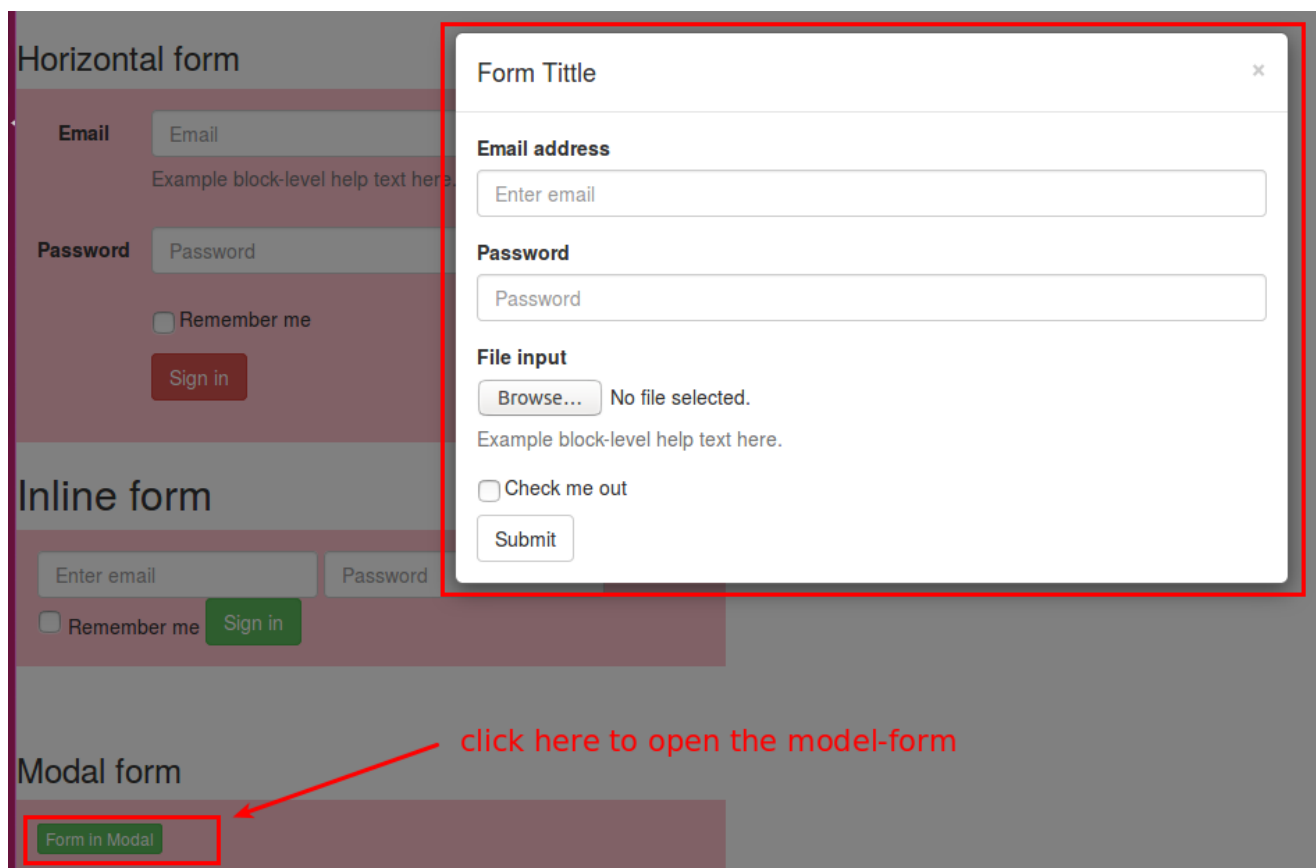 Horizontal form
Email
Email
Example block-level help text here.
Password
Password
Remember me
Sign in
Inline form
Enter email
Password
Remember me
Sign in
Modal form
Form in Modal
click here to open the model-form
Form Tittle
×
Email address
Enter email
Password
Password
File input
Browse... No file selected.
Example block-level help text here.
Check me out
Submit